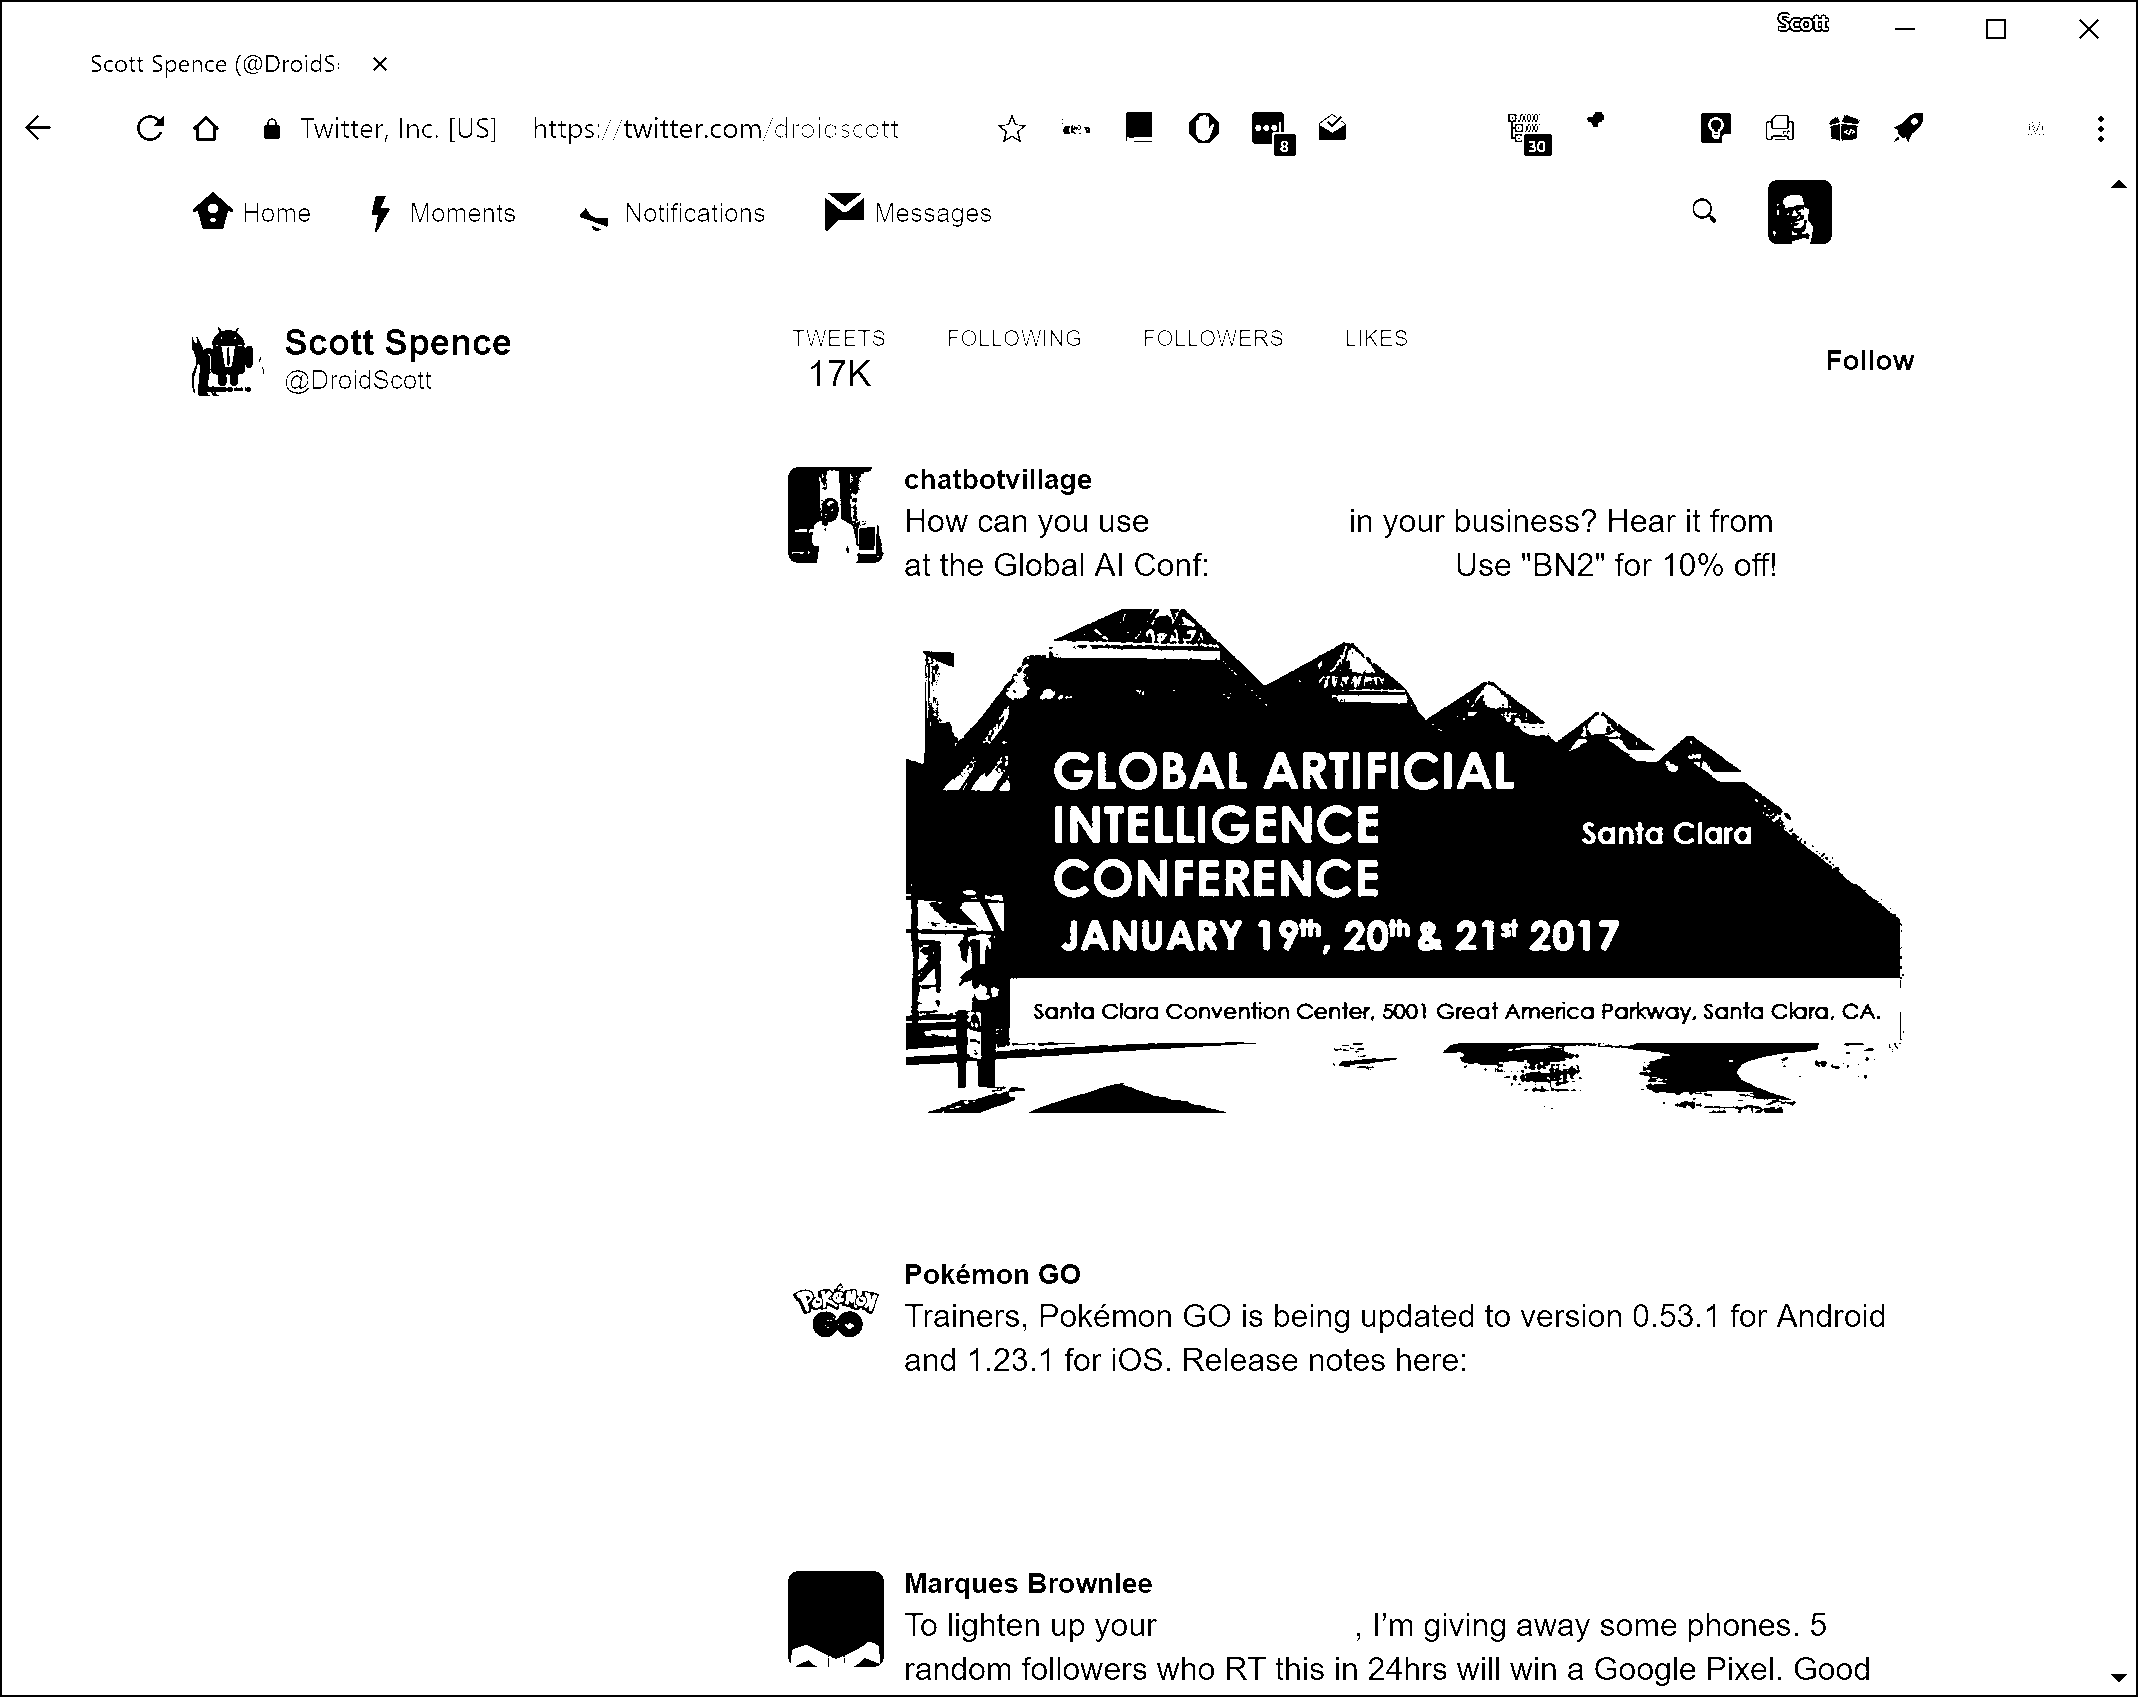 Scott
Scott Spence (@DroidS
Twitter, Inc. [US] https://twitter.com/droidscott
8
30
Home Moments Notifications Messages
Scott Spence
@DroidScott
TWEETS FOLLOWING FOLLOWERS LIKES
17K
Follow
chatbotvillage
How can you use in your business? Hear it from
at the Global AI Conf: Use "BN2" for 10% off!
GLOBAL ARTIFICIAL
INTELLIGENCE
CONFERENCE
Santa Clara
JANUARY 19th, 20th & 21st 2017
Santa Clara Convention Center, 5001 Great America Parkway, Santa Clara, CA.
Pokémon GO
POKÉMON
GO
Trainers, Pokémon GO is being updated to version 0.53.1 for Android
and 1.23.1 for iOS. Release notes here:
Marques Brownlee
To lighten up your , I’m giving away some phones. 5
random followers who RT this in 24hrs will win a Google Pixel. Good